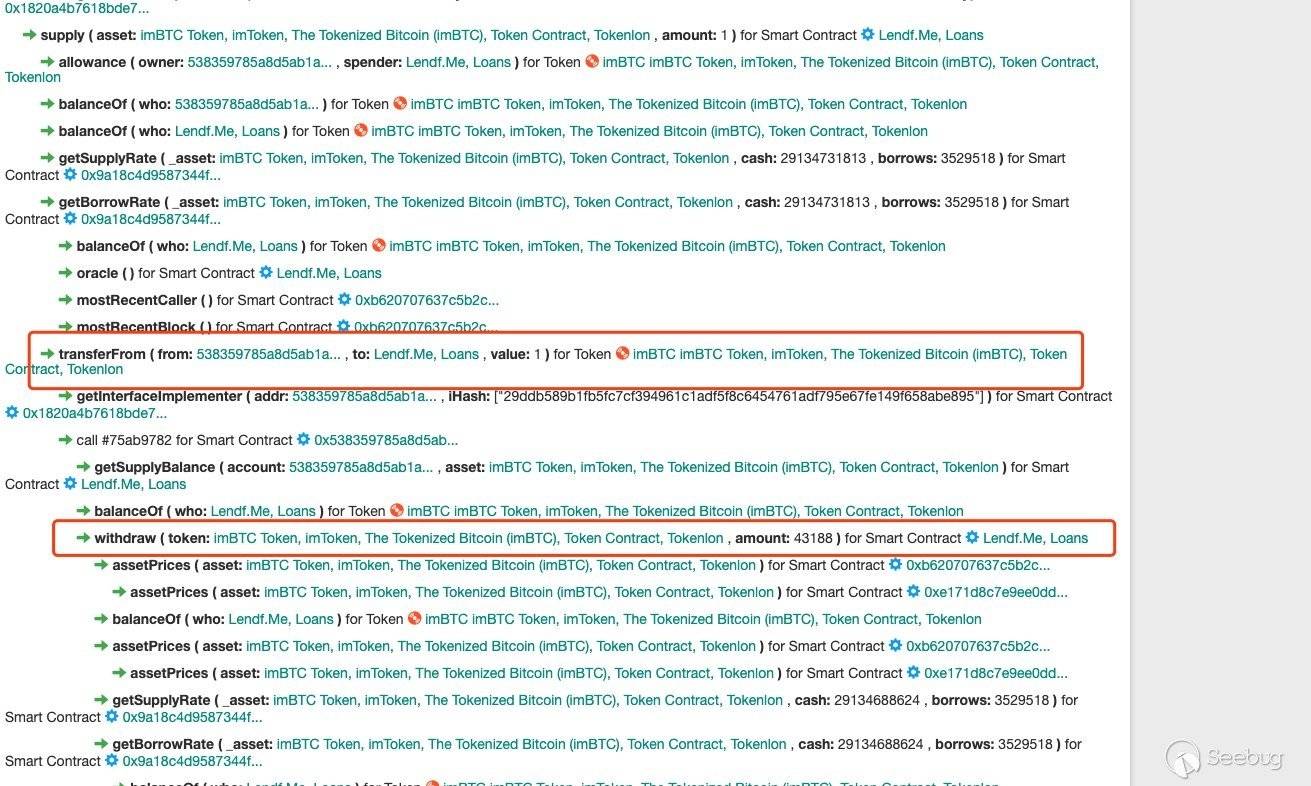 0x1820a4b7618bde7...
supply ( asset: imBTC Token, imToken, The Tokenized Bitcoin (imBTC), Token Contract, Tokenlon , amount: 1 ) for Smart Contract Lendf.Me, Loans
allowance ( owner: 538359785a8d5ab1a... , spender: Lendf.Me, Loans ) for Token imBTC imBTC Token, imToken, The Tokenized Bitcoin (imBTC), Token Contract,
Tokenlon
balanceOf ( who: 538359785a8d5ab1a... ) for Token imBTC imBTC Token, imToken, The Tokenized Bitcoin (imBTC), Token Contract, Tokenlon
balanceOf ( who: Lendf.Me, Loans ) for Token imBTC imBTC Token, imToken, The Tokenized Bitcoin (imBTC), Token Contract, Tokenlon
getSupplyRate ( _asset: imBTC Token, imToken, The Tokenized Bitcoin (imBTC), Token Contract, Tokenlon , cash: 29134731813 , borrows: 3529518 ) for Smart
Contract 0x9a18c4d9587344f...
getBorrowRate ( _asset: imBTC Token, imToken, The Tokenized Bitcoin (imBTC), Token Contract, Tokenlon , cash: 29134731813 , borrows: 3529518 ) for Smart
Contract 0x9a18c4d9587344f...
balanceOf ( who: Lendf.Me, Loans ) for Token imBTC imBTC Token, imToken, The Tokenized Bitcoin (imBTC), Token Contract, Tokenlon
oracle ( ) for Smart Contract Lendf.Me, Loans
mostRecentCaller ( ) for Smart Contract 0xb620707637c5b2c...
mostRecentBlock ( ) for Smart Contract 0xb620707637c5b2c...
transferFrom ( from: 538359785a8d5ab1a... , to: Lendf.Me, Loans , value: 1 ) for Token imBTC imBTC Token, imToken, The Tokenized Bitcoin (imBTC), Token
Contract, Tokenlon
getInterfaceImplementer ( addr: 538359785a8d5ab1a... , iHash: ["29ddb589b1fb5fc7cf394961c1adf5f8c6454761adf795e67fe149f658abe895"] ) for Smart Contract
0x1820a4b7618bde7...
call #75ab9782 for Smart Contract 0x538359785a8d5ab...
getSupplyBalance ( account: 538359785a8d5ab1a... , asset: imBTC Token, imToken, The Tokenized Bitcoin (imBTC), Token Contract, Tokenlon ) for Smart
Contract Lendf.Me, Loans
balanceOf ( who: Lendf.Me, Loans ) for Token imBTC imBTC Token, imToken, The Tokenized Bitcoin (imBTC), Token Contract, Tokenlon
withdraw ( token: imBTC Token, imToken, The Tokenized Bitcoin (imBTC), Token Contract, Tokenlon , amount: 43188 ) for Smart Contract Lendf.Me, Loans
assetPrices ( asset: imBTC Token, imToken, The Tokenized Bitcoin (imBTC), Token Contract, Tokenlon ) for Smart Contract 0xb620707637c5b2c...
assetPrices ( asset: imBTC Token, imToken, The Tokenized Bitcoin (imBTC), Token Contract, Tokenlon ) for Smart Contract 0xe171d8c7e9ee0dd...
balanceOf ( who: Lendf.Me, Loans ) for Token imBTC imBTC Token, imToken, The Tokenized Bitcoin (imBTC), Token Contract, Tokenlon
assetPrices ( asset: imBTC Token, imToken, The Tokenized Bitcoin (imBTC), Token Contract, Tokenlon ) for Smart Contract 0xb620707637c5b2c...
assetPrices ( asset: imBTC Token, imToken, The Tokenized Bitcoin (imBTC), Token Contract, Tokenlon ) for Smart Contract 0xe171d8c7e9ee0dd...
getSupplyRate ( _asset: imBTC Token, imToken, The Tokenized Bitcoin (imBTC), Token Contract, Tokenlon , cash: 29134688624 , borrows: 3529518 ) for
Smart Contract 0x9a18c4d9587344f...
getBorrowRate ( _asset: imBTC Token, imToken, The Tokenized Bitcoin (imBTC), Token Contract, Tokenlon , cash: 29134688624 , borrows: 3529518 ) for
Smart Contract 0x9a18c4d9587344f...
balanceOf ( who: Lendf.Me, Loans ) for Token imBTC imBTC Token, imToken, The Tokenized Bitcoin (imBTC), Token Contract, Tokenlon
Seebug